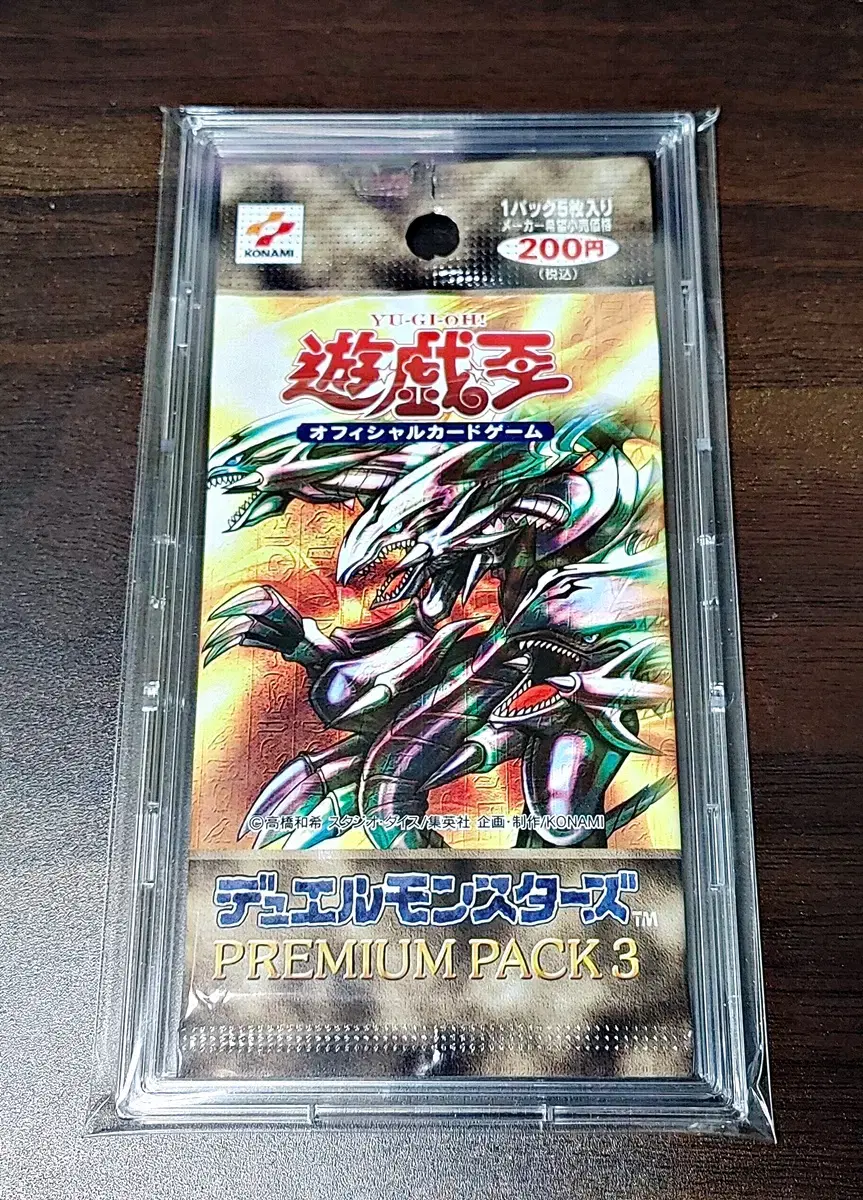 KONAMI
1パック5枚入り
メーカー希望小売価格
200円
(税込)
YU-GI-OH!
遊☆戯☆王
オフィシャルカードゲーム
©高橋和希 スタジオ・ダイス/集英社 企画・制作/KONAMI
デュエルモンスターズ™
PREMIUM PACK 3